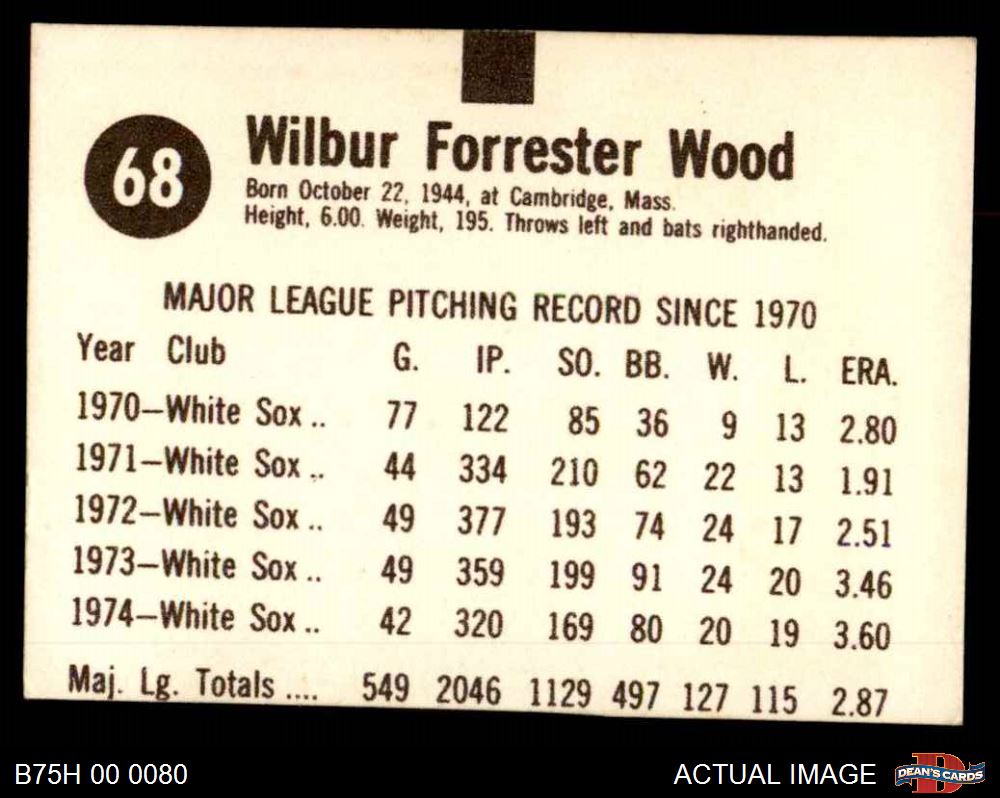 68
Wilbur Forrester Wood
Born October 22, 1944, at Cambridge, Mass.
Height, 6.00. Weight, 195. Throws left and bats righthanded.
MAJOR LEAGUE PITCHING RECORD SINCE 1970
Year Club G. IP. SO. BB. W. L. ERA.
1970—White Sox .. 77 122 85 36 9 13 2.80
1971—White Sox .. 44 334 210 62 22 13 1.91
1972—White Sox .. 49 377 193 74 24 17 2.51
1973—White Sox .. 49 359 199 91 24 20 3.46
1974—White Sox .. 42 320 169 80 20 19 3.60
Maj. Lg. Totals .... 549 2046 1129 497 127 115 2.87
B75H 00 0080 ACTUAL IMAGE DEAN'S CARDS